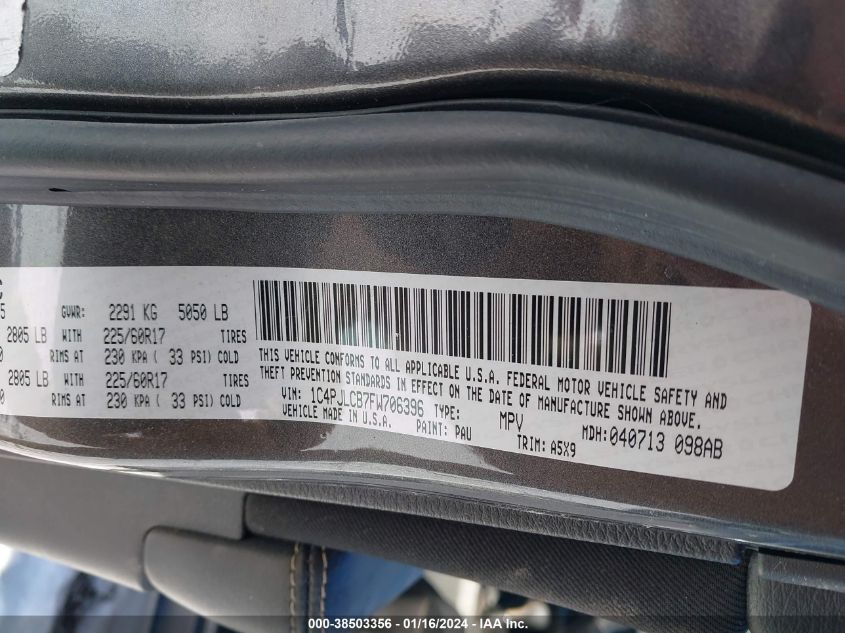 GVWR: 2291 KG 5050 LB
2805 LB WITH 225/60R17 TIRES
RIMS AT 230 KPA ( 33 PSI) COLD
2805 LB WITH 225/60R17 TIRES
RIMS AT 230 KPA ( 33 PSI) COLD
THIS VEHICLE CONFORMS TO ALL APPLICABLE U.S.A. FEDERAL MOTOR VEHICLE SAFETY AND
THEFT PREVENTION STANDARDS IN EFFECT ON THE DATE OF MANUFACTURE SHOWN ABOVE.
VIN: 1C4PJLCB7FW706396 TYPE: MPV MDH: 040713 098AB
VEHICLE MADE IN U.S.A. PAINT: PAU TRIM: A5X9
000-38503356 - 01/16/2024 - IAA Inc.